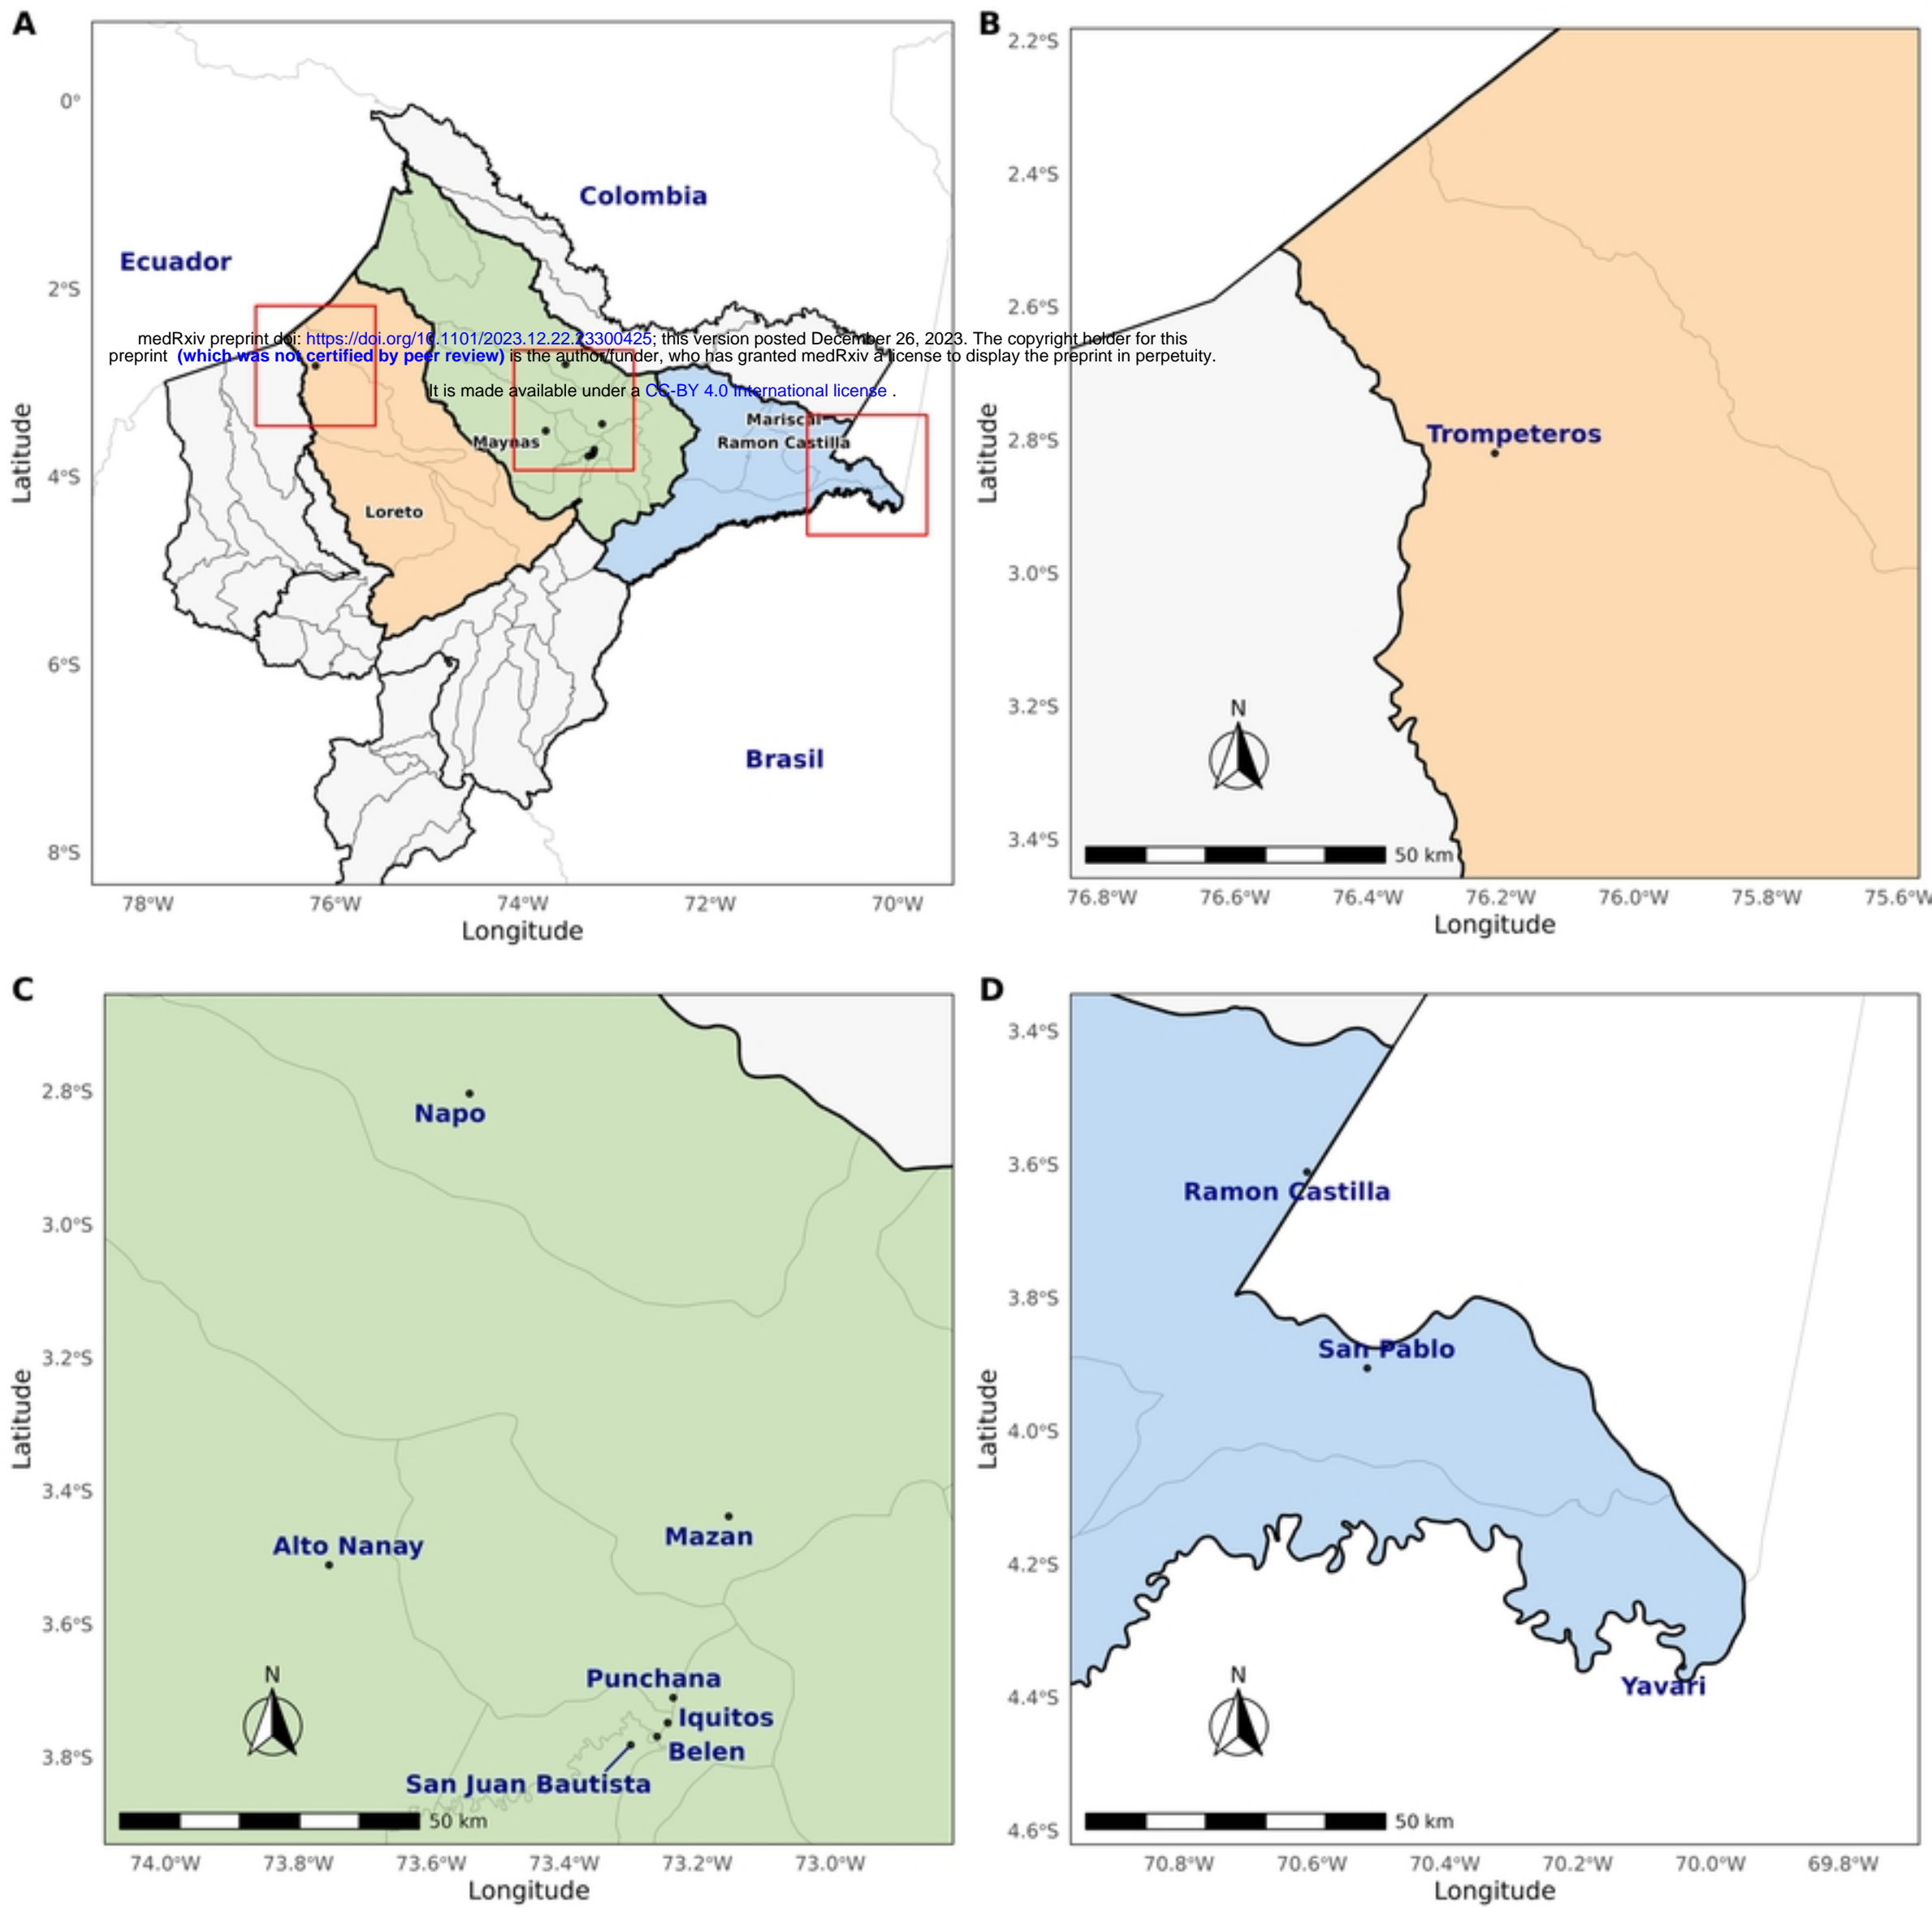 A
0°
2°S
4°S
6°S
8°S
Latitude
Colombia
Ecuador
medRxiv preprint doi: https://doi.org/10.1101/2023.12.22.23300425; this version posted December 26, 2023. The copyright holder for this
preprint (which was not certified by peer review) is the author/funder, who has granted medRxiv a license to display the preprint in perpetuity.
It is made available under a CC-BY 4.0 International license .
Mariscal
Ramon Castilla
Maynas
Loreto
Brasil
78°W 76°W 74°W 72°W 70°W
Longitude
B
2.2°S
2.4°S
2.6°S
2.8°S
3.0°S
3.2°S
3.4°S
Latitude
Trompeteros
N
50 km
76.8°W 76.6°W 76.4°W 76.2°W 76.0°W 75.8°W 75.6°W
Longitude
C
2.8°S
3.0°S
3.2°S
3.4°S
3.6°S
3.8°S
Latitude
Napo
Mazan
Alto Nanay
Punchana
Iquitos
Belen
San Juan Bautista
N
50 km
74.0°W 73.8°W 73.6°W 73.4°W 73.2°W 73.0°W
Longitude
D
3.4°S
3.6°S
3.8°S
4.0°S
4.2°S
4.4°S
4.6°S
Latitude
Ramon Castilla
San Pablo
Yavari
N
50 km
70.8°W 70.6°W 70.4°W 70.2°W 70.0°W 69.8°W
Longitude